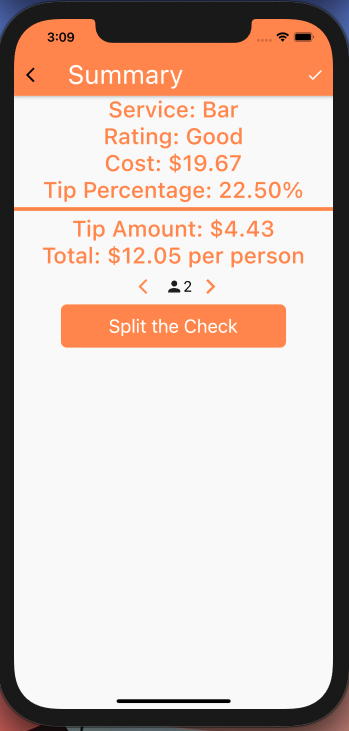 3:09
Summary
Service: Bar
Rating: Good
Cost: $19.67
Tip Percentage: 22.50%
Tip Amount: $4.43
Total: $12.05 per person
2
Split the Check